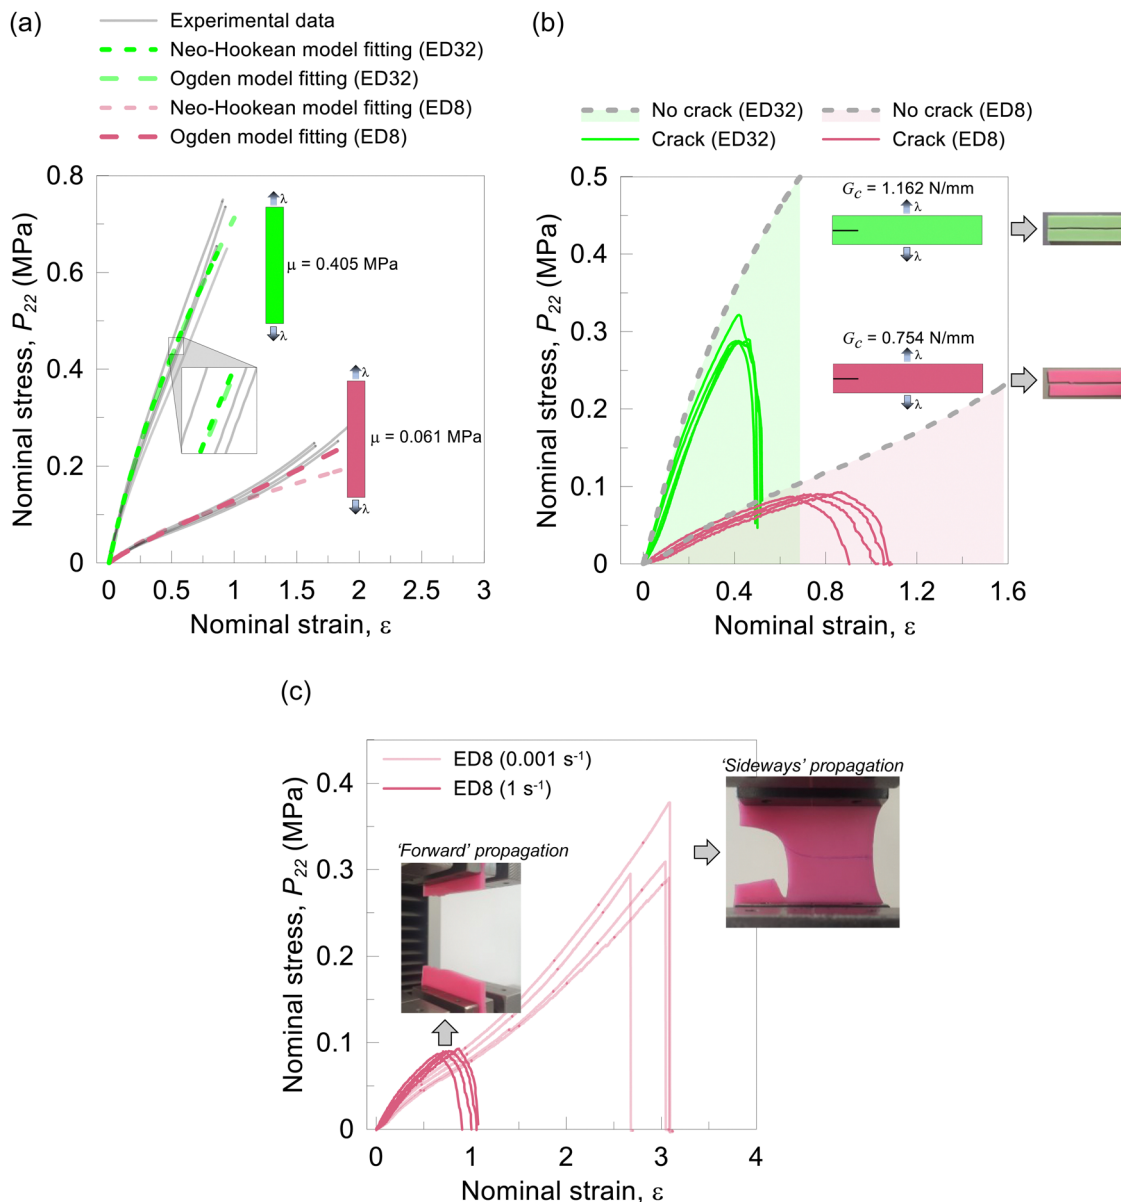 (a)
Experimental data
Neo-Hookean model fitting (ED32)
Ogden model fitting (ED32)
Neo-Hookean model fitting (ED8)
Ogden model fitting (ED8)
0.8
0.6
0.4
0.2
0
Nominal stress, P22 (MPa)
λ
μ = 0.405 MPa
λ
λ
μ = 0.061 MPa
λ
0 0.5 1 1.5 2 2.5 3
Nominal strain, ε
(b)
No crack (ED32) No crack (ED8)
Crack (ED32) Crack (ED8)
0.5
0.4
0.3
0.2
0.1
0
Nominal stress, P22 (MPa)
Gc = 1.162 N/mm
λ
λ
Gc = 0.754 N/mm
λ
λ
0 0.4 0.8 1.2 1.6
Nominal strain, ε
(c)
ED8 (0.001 s-1)
ED8 (1 s-1)
'Sideways' propagation
'Forward' propagation
0.4
0.3
0.2
0.1
0
Nominal stress, P22 (MPa)
0 1 2 3 4
Nominal strain, ε